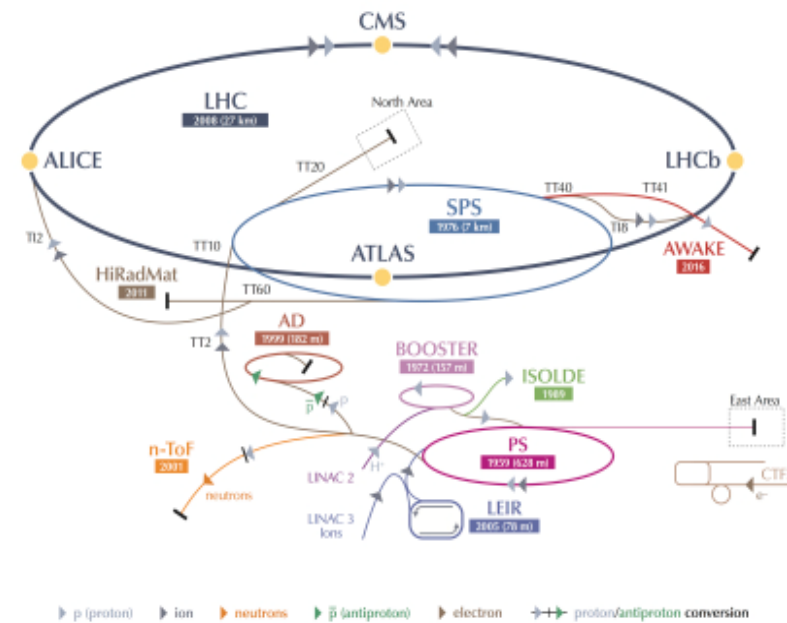 CMS
LHC
2008 (27 km)
North Area
ALICE
LHCb
TT20
TT40
TT41
SPS
1976 (7 km)
TI8
TI2
TT10
ATLAS
AWAKE
2016
HiRadMat
2011
TT60
AD
1999 (182 m)
TT2
BOOSTER
1972 (157 m)
ISOLDE
1989
p̅
p
East Area
n-ToF
2001
PS
1959 (628 m)
H⁺
LINAC 2
neutrons
CTF
e-
LEIR
2005 (78 m)
LINAC 3
Ions
p (proton)
ion
neutrons
p̅ (antiproton)
electron
proton/antiproton conversion